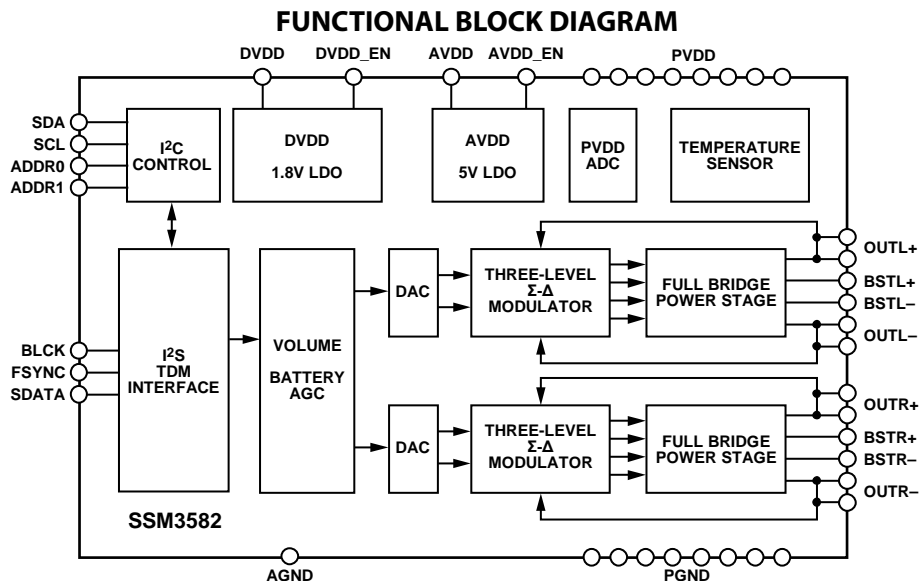 FUNCTIONAL BLOCK DIAGRAM
DVDD
DVDD_EN
AVDD
AVDD_EN
PVDD
SDA
SCL
ADDR0
ADDR1
I2C
CONTROL
DVDD
1.8V LDO
AVDD
5V LDO
PVDD
ADC
TEMPERATURE
SENSOR
BLCK
FSYNC
SDATA
I2S
TDM
INTERFACE
VOLUME
BATTERY
AGC
DAC
THREE-LEVEL
Σ-Δ
MODULATOR
FULL BRIDGE
POWER STAGE
OUTL+
BSTL+
BSTL–
OUTL–
DAC
THREE-LEVEL
Σ-Δ
MODULATOR
FULL BRIDGE
POWER STAGE
OUTR+
BSTR+
BSTR–
OUTR–
SSM3582
AGND
PGND